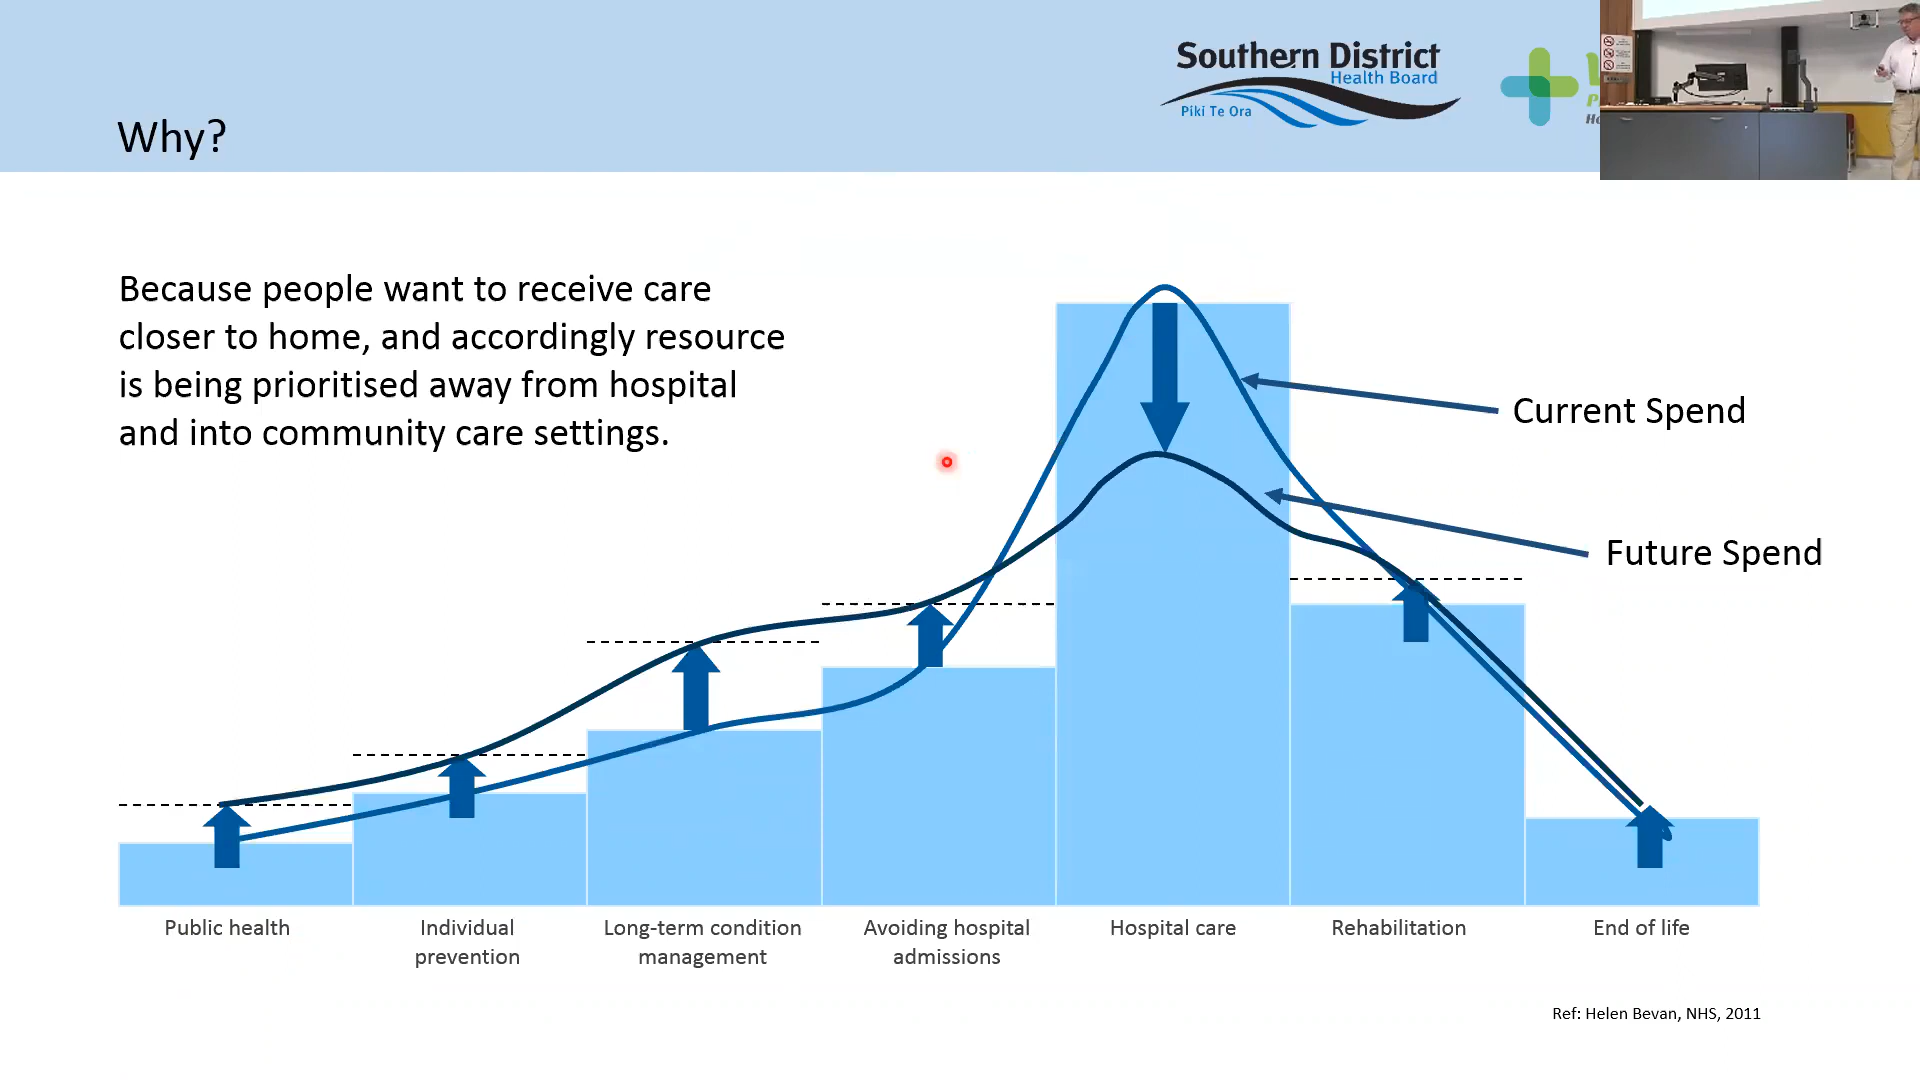 Southern District
Health Board
Piki Te Ora
Why?
Because people want to receive care
closer to home, and accordingly resource
is being prioritised away from hospital
and into community care settings.
Current Spend
Future Spend
Public health
Individual
prevention
Long-term condition
management
Avoiding hospital
admissions
Hospital care
Rehabilitation
End of life
Ref: Helen Bevan, NHS, 2011